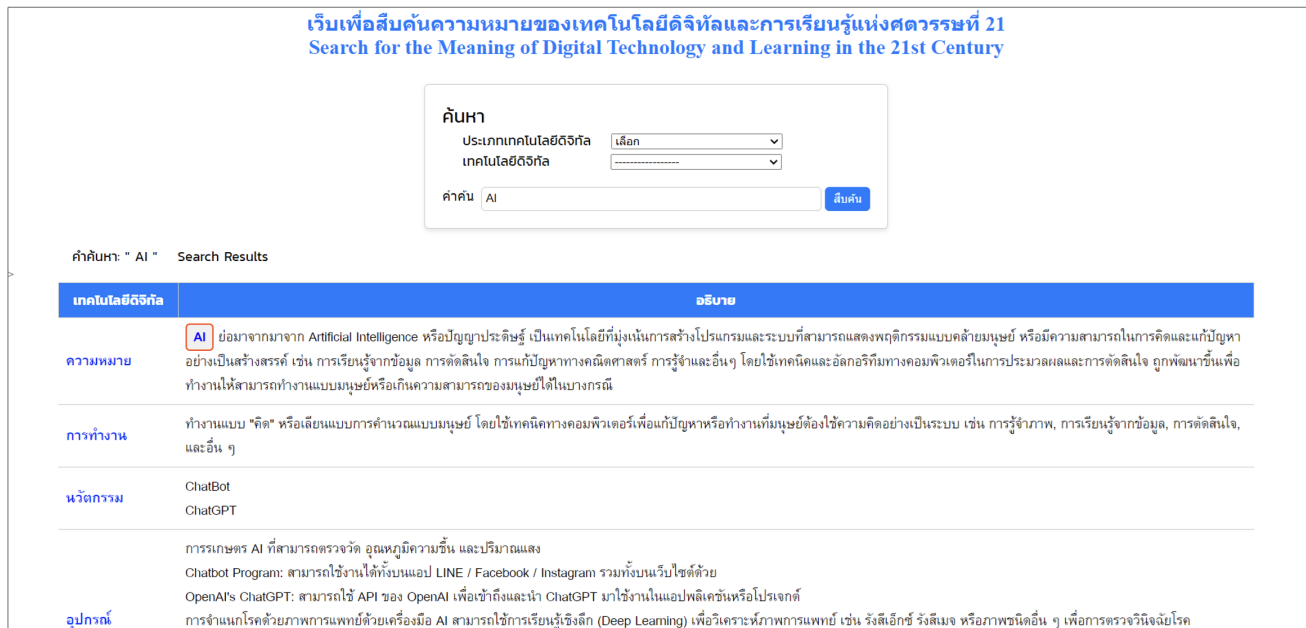 เว็บเพื่อสืบค้นความหมายของเทคโนโลยีดิจิทัลและการเรียนรู้แห่งศตวรรษที่ 21
Search for the Meaning of Digital Technology and Learning in the 21st Century
ค้นหา
ประเภทเทคโนโลยีดิจิทัล เลือก
เทคโนโลยีดิจิทัล -----------------
คำค้น AI สืบค้น
คำค้นหา: " AI " Search Results
>
เทคโนโลยีดิจิทัล อธิบาย
AI ย่อมาจากมาจาก Artificial Intelligence หรือปัญญาประดิษฐ์ เป็นเทคโนโลยีที่มุ่งเน้นการสร้างโปรแกรมและระบบที่สามารถแสดงพฤติกรรมแบบคล้ายมนุษย์ หรือมีความสามารถในการคิดและแก้ปัญหา
ความหมาย อย่างเป็นสร้างสรรค์ เช่น การเรียนรู้จากข้อมูล การตัดสินใจ การแก้ปัญหาทางคณิตศาสตร์ การรู้จำและอื่นๆ โดยใช้เทคนิคและอัลกอริทึมทางคอมพิวเตอร์ในการประมวลผลและการตัดสินใจ ถูกพัฒนาขึ้นเพื่อ
ทำงานให้สามารถทำงานแบบมนุษย์หรือเกินความสามารถของมนุษย์ได้ในบางกรณี
การทำงาน ทำงานแบบ "คิด" หรือเลียนแบบการคำนวณแบบมนุษย์ โดยใช้เทคนิคทางคอมพิวเตอร์เพื่อแก้ปัญหาหรือทำงานที่มนุษย์ต้องใช้ความคิดอย่างเป็นระบบ เช่น การรู้จำภาพ, การเรียนรู้จากข้อมูล, การตัดสินใจ,
และอื่น ๆ
นวัตกรรม ChatBot
ChatGPT
การรเกษตร AI ที่สามารถตรวจวัด อุณหภูมิความชื้น และปริมาณแสง
Chatbot Program: สามารถใช้งานได้ทั้งบนแอป LINE / Facebook / Instagram รวมทั้งบนเว็บไซต์ด้วย
OpenAI's ChatGPT: สามารถใช้ API ของ OpenAI เพื่อเข้าถึงและนำ ChatGPT มาใช้งานในแอปพลิเคชันหรือโปรเจกต์
อุปกรณ์ การจำแนกโรคด้วยภาพการแพทย์ด้วยเครื่องมือ AI สามารถใช้การเรียนรู้เชิงลึก (Deep Learning) เพื่อวิเคราะห์ภาพการแพทย์ เช่น รังสีเอ็กซ์ รังสีเมจ หรือภาพชนิดอื่น ๆ เพื่อการตรวจวินิจฉัยโรค